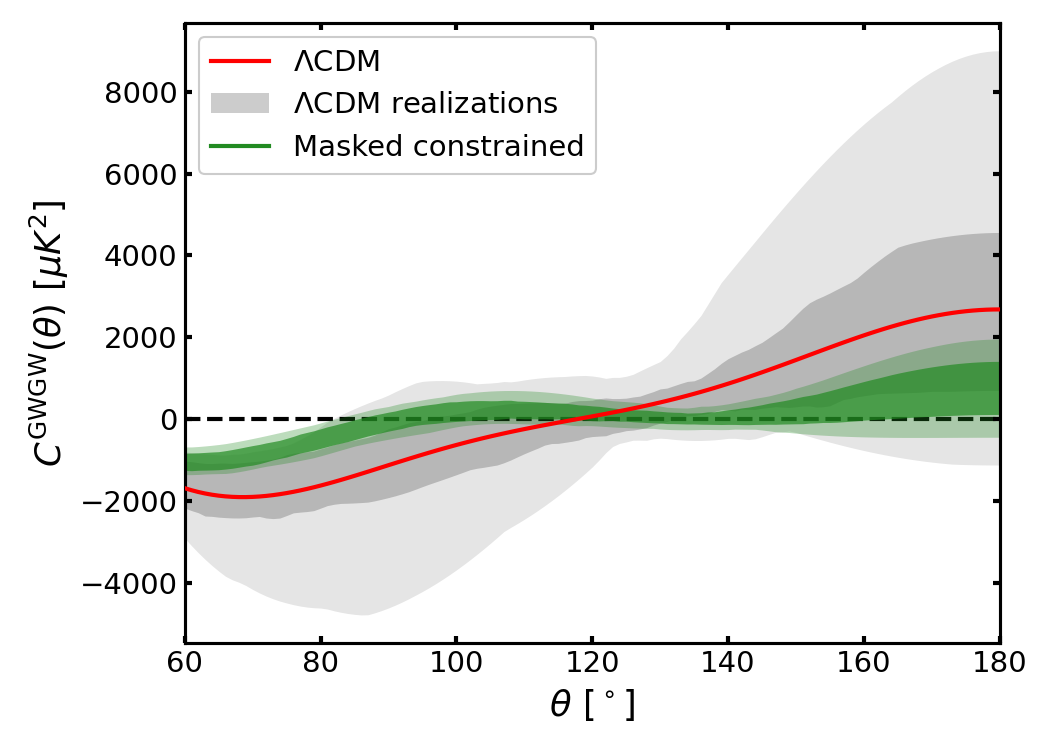 ΛCDM
ΛCDM realizations
Masked constrained
8000
6000
4000
2000
0
−2000
−4000
C^GWGW(θ) [μK²]
60 80 100 120 140 160 180
θ [°]